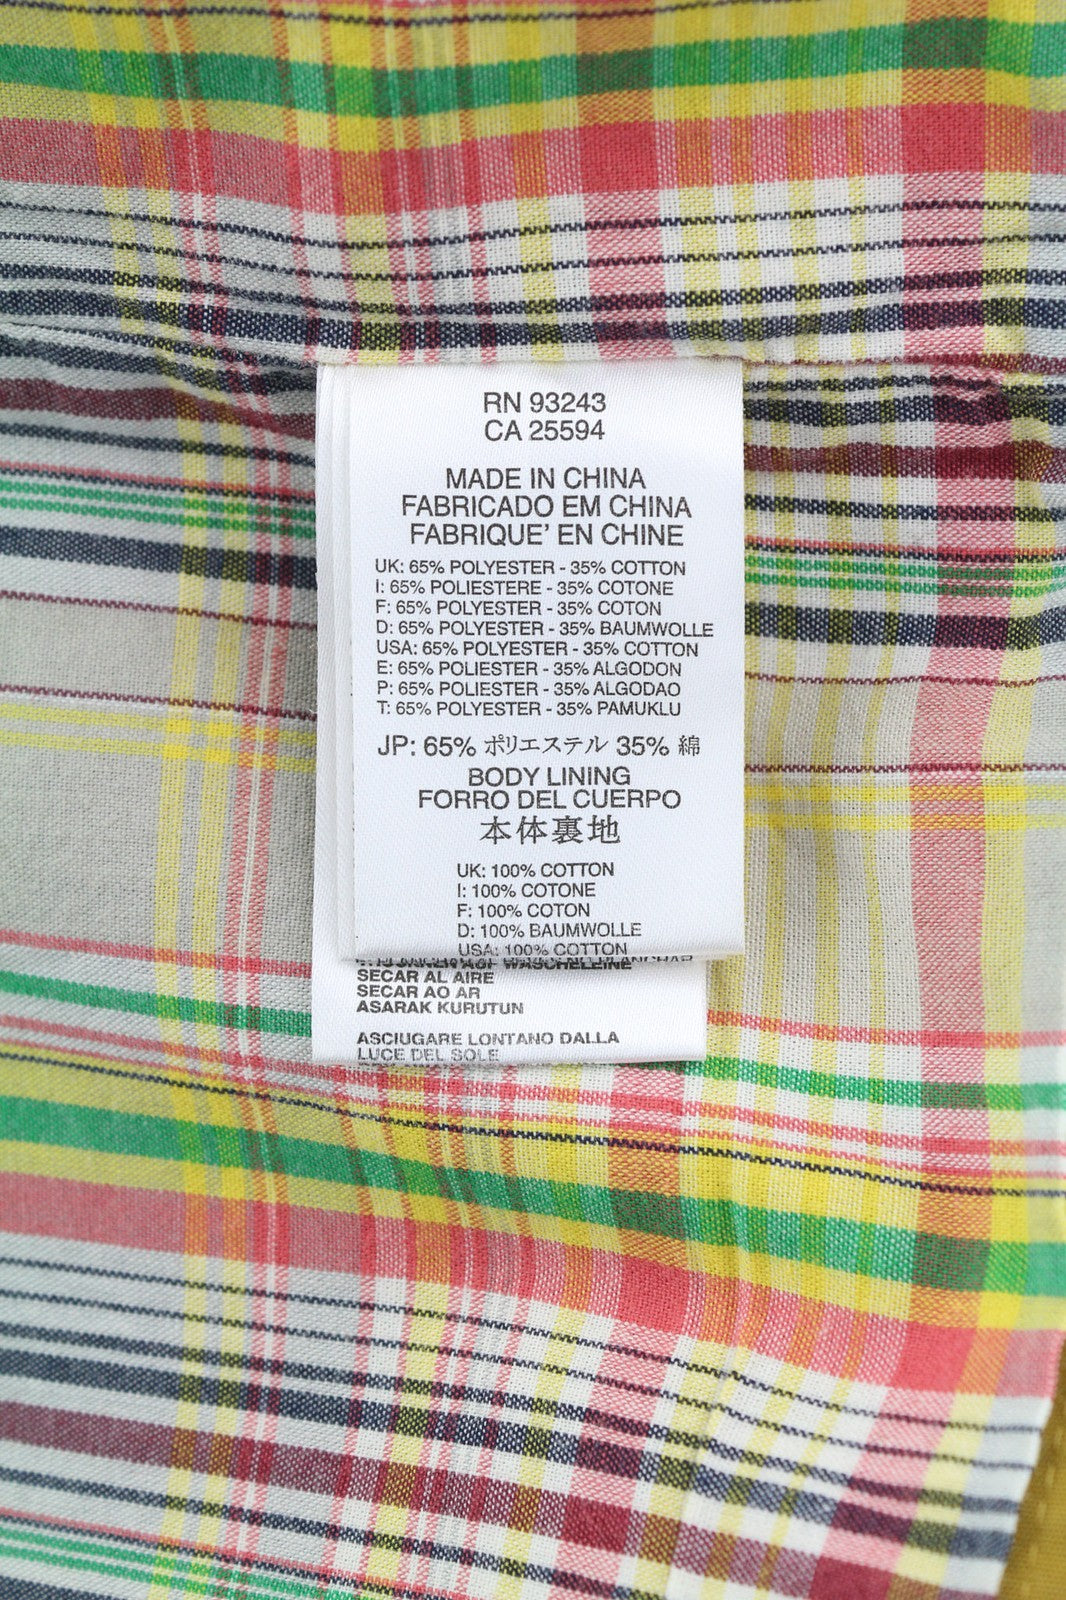 RN 93243
CA 25594
MADE IN CHINA
FABRICADO EM CHINA
FABRIQUE' EN CHINE
UK: 65% POLYESTER - 35% COTTON
I: 65% POLIESTERE - 35% COTONE
F: 65% POLYESTER - 35% COTON
D: 65% POLYESTER - 35% BAUMWOLLE
USA: 65% POLYESTER - 35% COTTON
E: 65% POLIESTER - 35% ALGODON
P: 65% POLIESTER - 35% ALGODAO
T: 65% POLYESTER - 35% PAMUKLU
JP: 65% ポリエステル 35% 綿
BODY LINING
FORRO DEL CUERPO
本体裏地
UK: 100% COTTON
I: 100% COTONE
F: 100% COTON
D: 100% BAUMWOLLE
USA: 100% COTTON
AUF WÄSCHELEINE
SECAR AL AIRE
SECAR AO AR
ASARAK KURUTUN
ASCIUGARE LONTANO DALLA
LUCE DEL SOLE